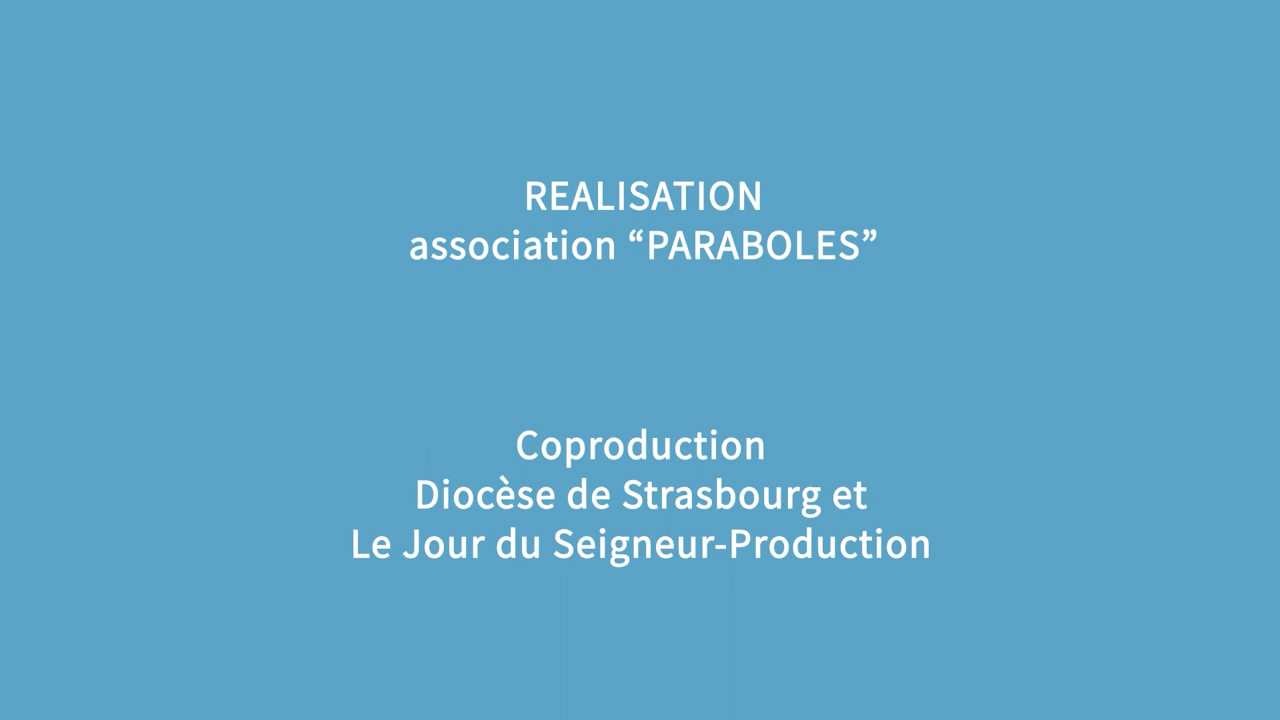 REALISATION
association “PARABOLES”
Coproduction
Diocèse de Strasbourg et
Le Jour du Seigneur-Production